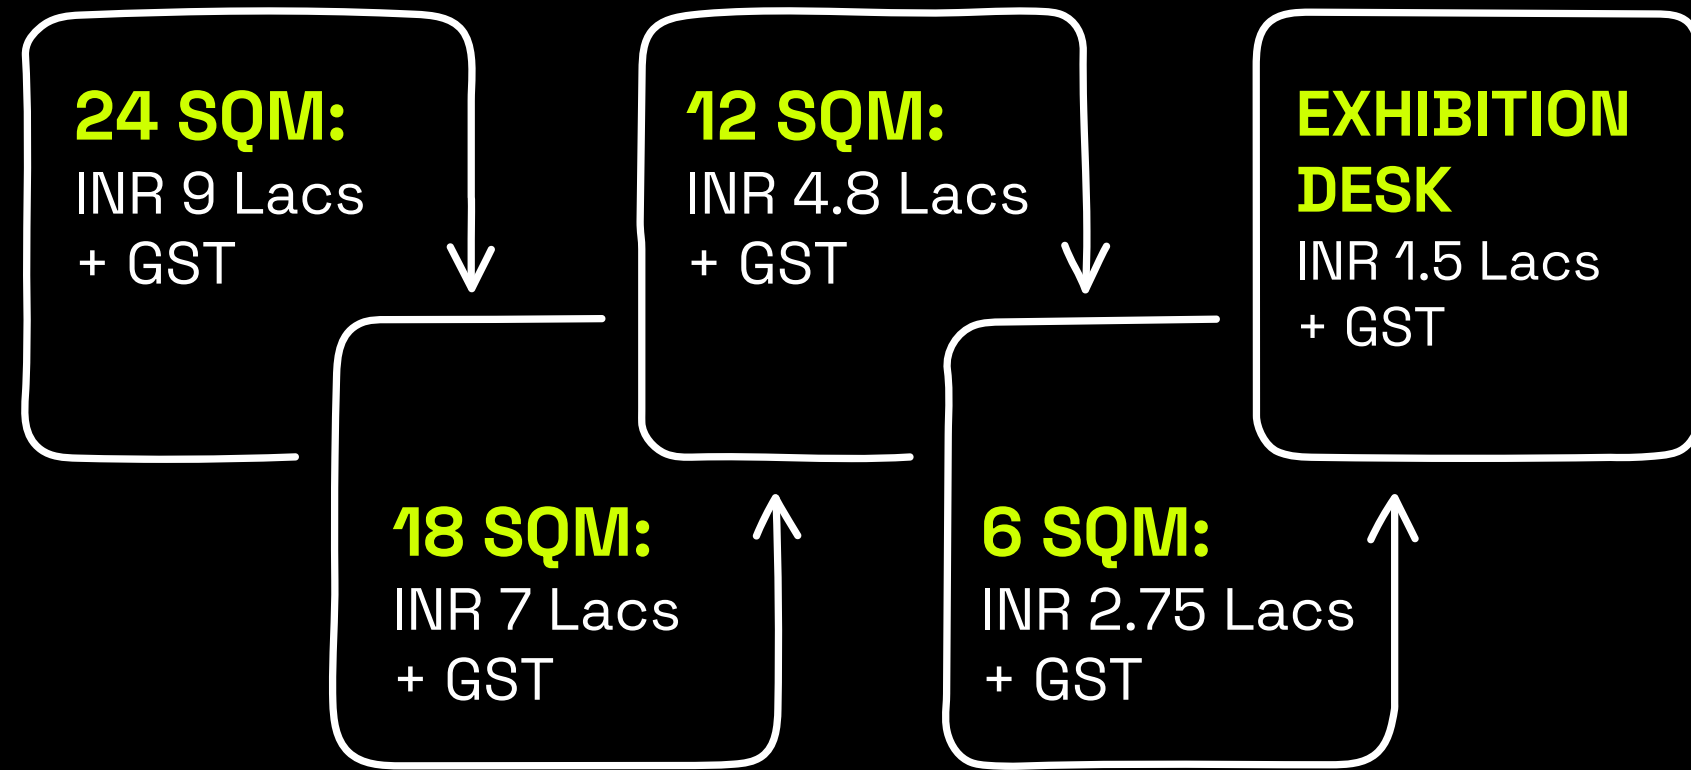 24 SQM:
INR 9 Lacs
+ GST
18 SQM:
INR 7 Lacs
+ GST
12 SQM:
INR 4.8 Lacs
+ GST
6 SQM:
INR 2.75 Lacs
+ GST
EXHIBITION
DESK
INR 1.5 Lacs
+ GST